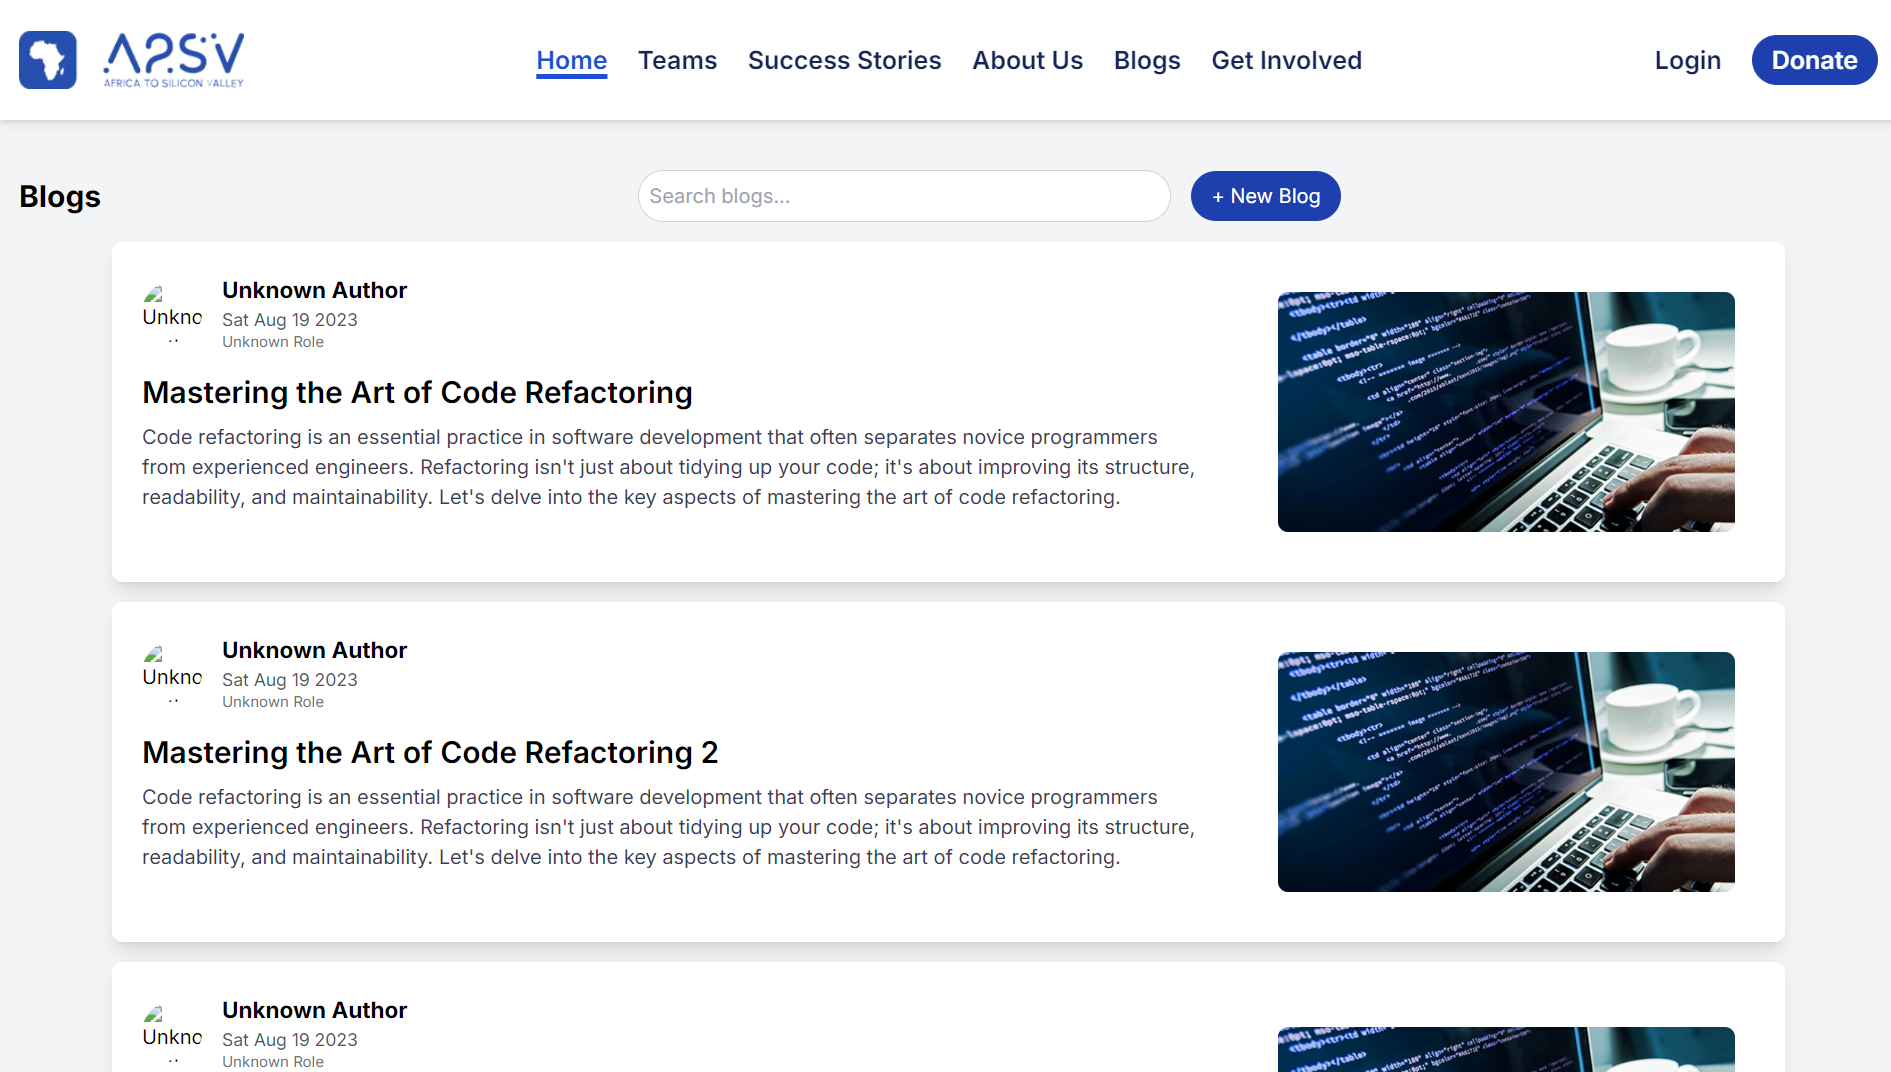 A2SV
AFRICA TO SILICON VALLEY
Home Teams Success Stories About Us Blogs Get Involved Login Donate
Blogs
Search blogs...
+ New Blog
Unkno
Unknown Author
Sat Aug 19 2023
Unknown Role
Mastering the Art of Code Refactoring
Code refactoring is an essential practice in software development that often separates novice programmers
from experienced engineers. Refactoring isn't just about tidying up your code; it's about improving its structure,
readability, and maintainability. Let's delve into the key aspects of mastering the art of code refactoring.
Unkno
Unknown Author
Sat Aug 19 2023
Unknown Role
Mastering the Art of Code Refactoring 2
Code refactoring is an essential practice in software development that often separates novice programmers
from experienced engineers. Refactoring isn't just about tidying up your code; it's about improving its structure,
readability, and maintainability. Let's delve into the key aspects of mastering the art of code refactoring.
Unkno
Unknown Author
Sat Aug 19 2023
Unknown Role